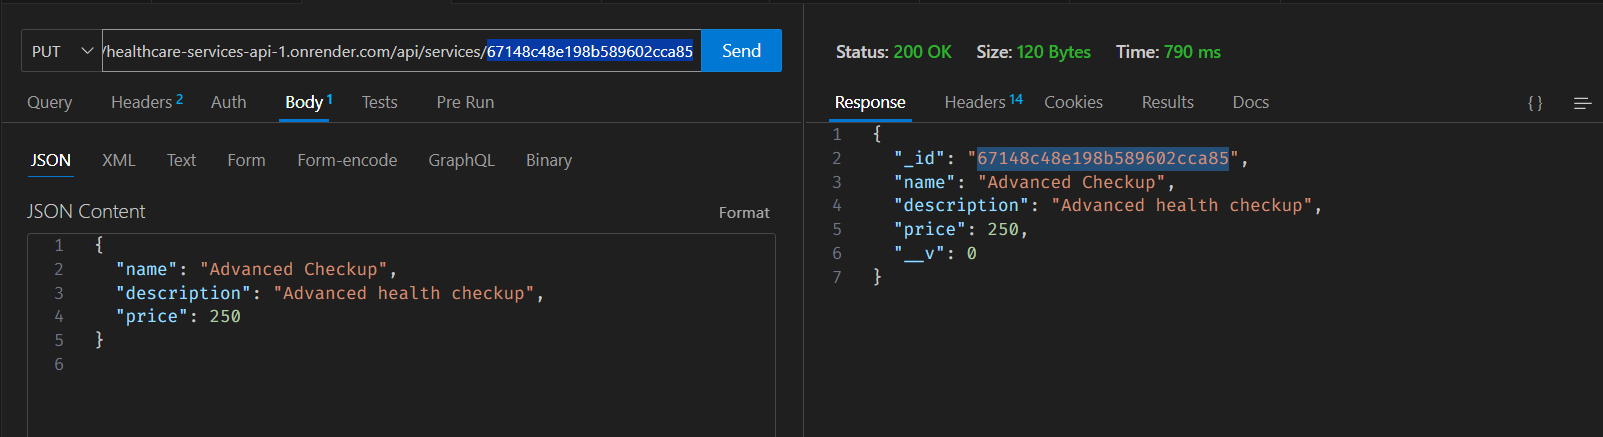 PUT /healthcare-services-api-1.onrender.com/api/services/67148c48e198b589602cca85 Send
Query Headers 2 Auth Body 1 Tests Pre Run
JSON XML Text Form Form-encode GraphQL Binary
JSON Content Format
1 {
2 "name": "Advanced Checkup",
3 "description": "Advanced health checkup",
4 "price": 250
5 }
6
Status: 200 OK Size: 120 Bytes Time: 790 ms
Response Headers 14 Cookies Results Docs { }
1 {
2 "_id": "67148c48e198b589602cca85",
3 "name": "Advanced Checkup",
4 "description": "Advanced health checkup",
5 "price": 250,
6 "__v": 0
7 }